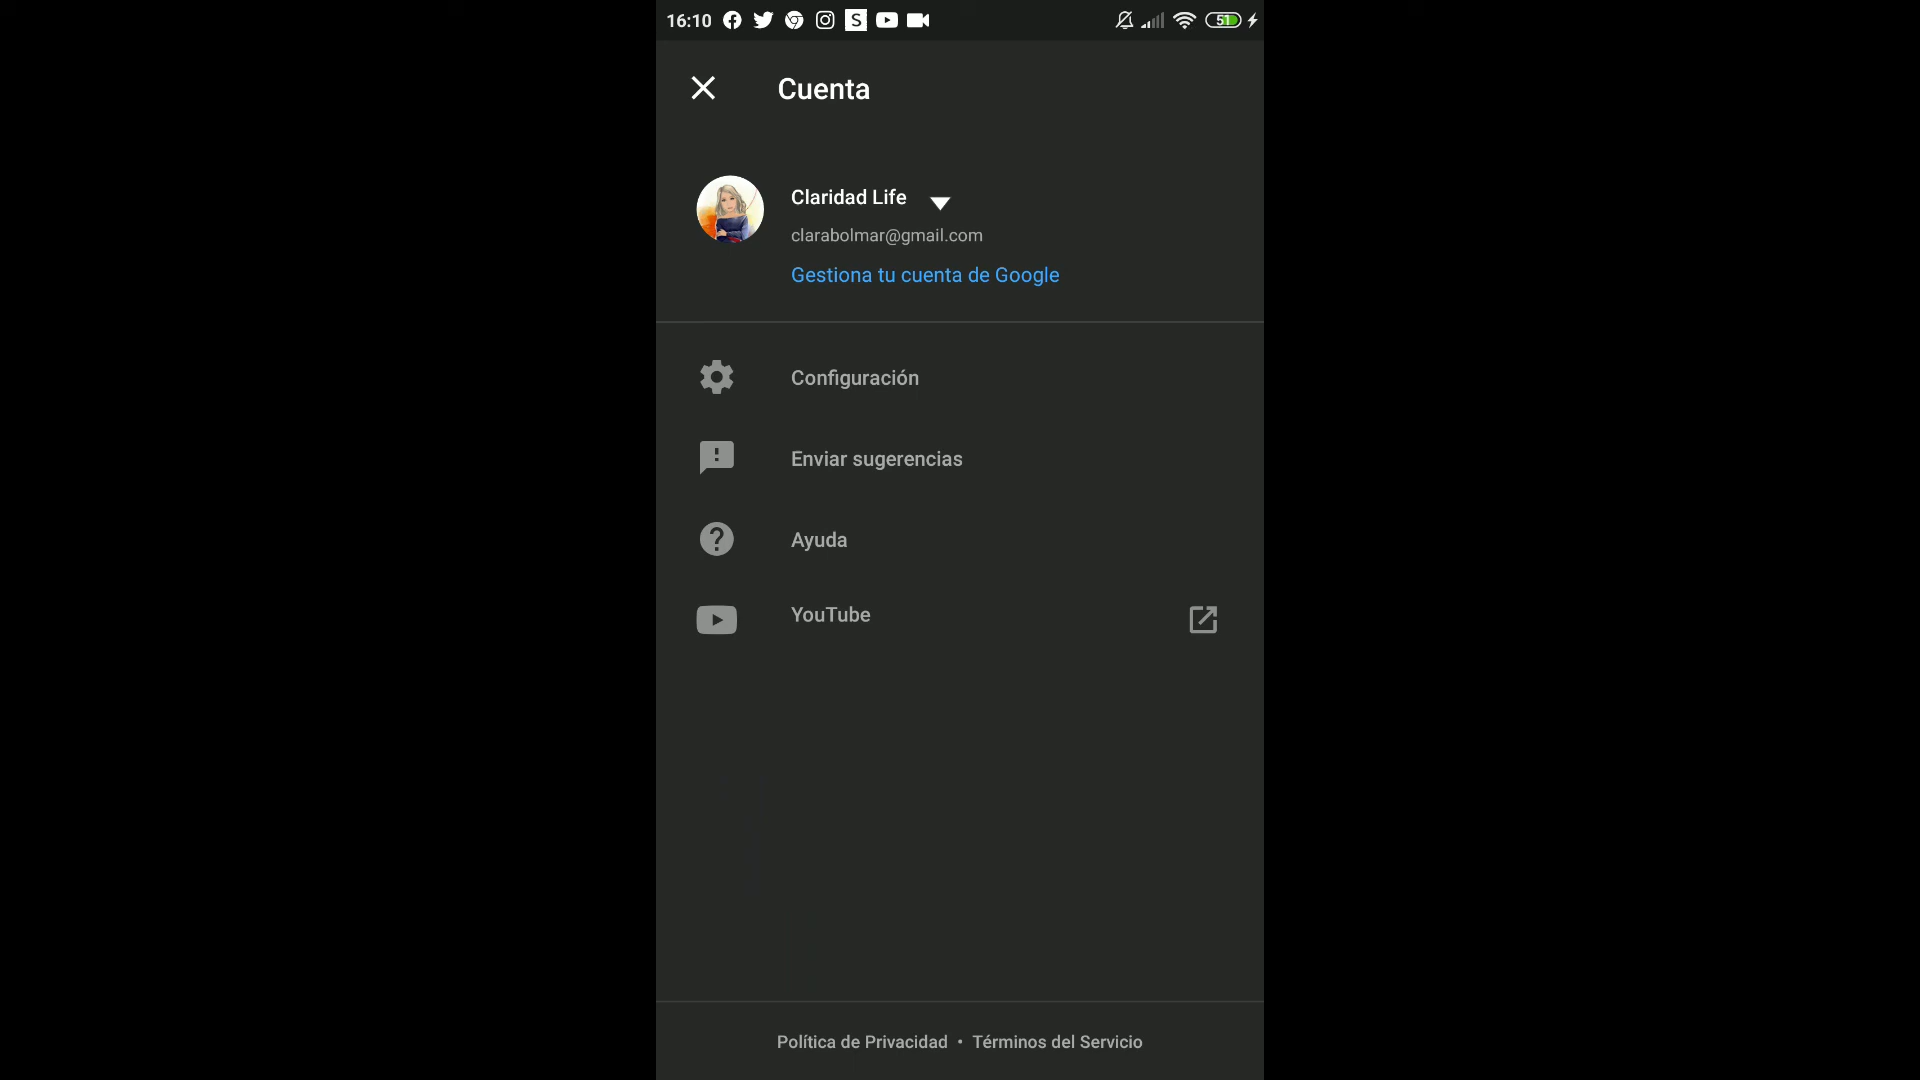 16:10 S 51
Cuenta
Claridad Life
clarabolmar@gmail.com
Gestiona tu cuenta de Google
Configuración
Enviar sugerencias
Ayuda
YouTube
Política de Privacidad • Términos del Servicio